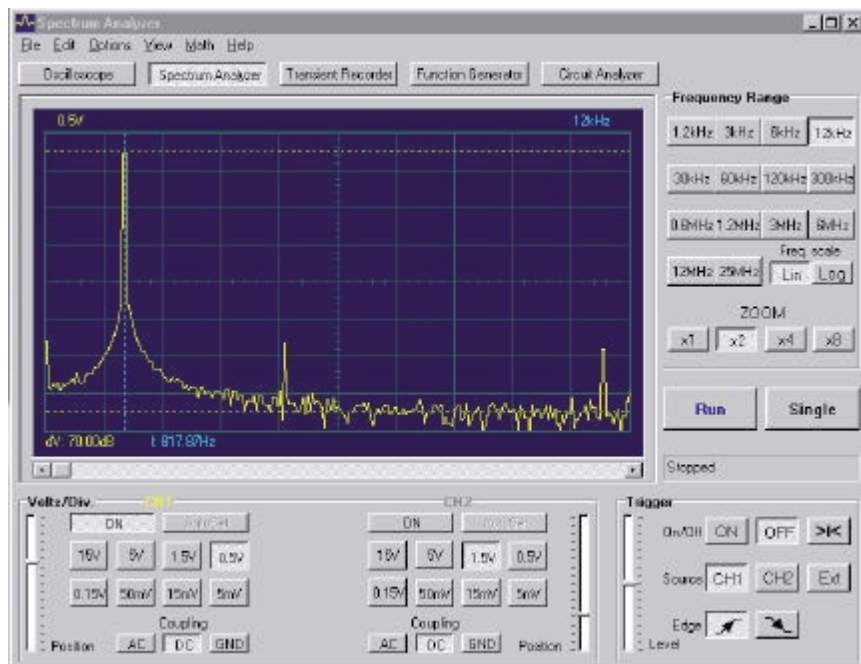 Spectrum Analyzer
File Edit Options View Math Help
Oscilloscope Spectrum Analyzer Transient Recorder Function Generator Circuit Analyzer
0.5V 12kHz
Frequency Range
1.2kHz 3kHz 6kHz 12kHz
30kHz 60kHz 120kHz 300kHz
0.6MHz 1.2MHz 3MHz 6MHz
Freq. scale
12MHz 25MHz Lin Log
ZOOM
x1 x2 x4 x8
Run Single
dV: 70.00dB f: 817.87Hz
Stopped
Volts/Div. CH1 CH2 Trigger
ON AutoSet ON AutoSet On/Off ON OFF >|<
15V 5V 1.5V 0.5V 15V 5V 1.5V 0.5V
Source CH1 CH2 Ext
0.15V 50mV 15mV 5mV 0.15V 50mV 15mV 5mV
Coupling Coupling Edge
Position AC DC GND AC DC GND Position Level